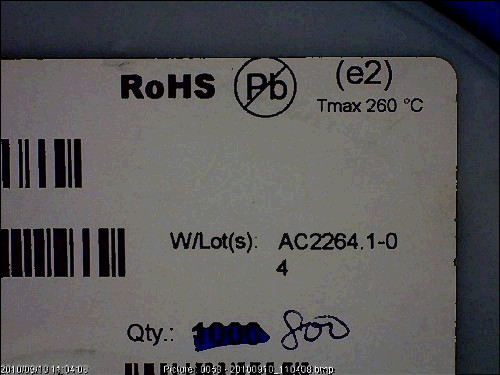 RoHS Pb (e2)
Tmax 260 °C
W/Lot(s): AC2264.1-0
4
Qty.: 1000 800
2010/09/10 11:04:08 Picture: 0053 - 20100910_110408.bmp